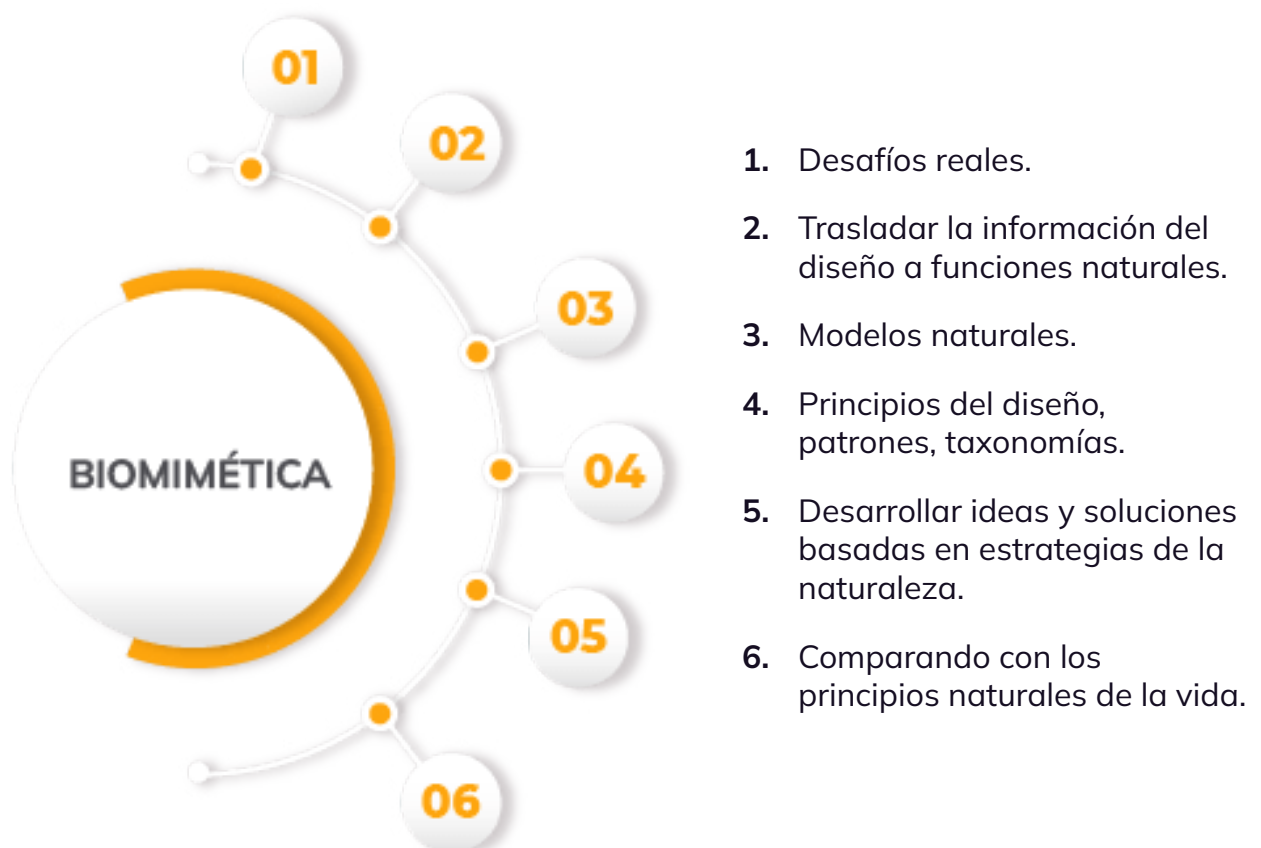 01
02
03
04
05
06
BIOMIMÉTICA
1. Desafíos reales.
2. Trasladar la información del
diseño a funciones naturales.
3. Modelos naturales.
4. Principios del diseño,
patrones, taxonomías.
5. Desarrollar ideas y soluciones
basadas en estrategias de la
naturaleza.
6. Comparando con los
principios naturales de la vida.